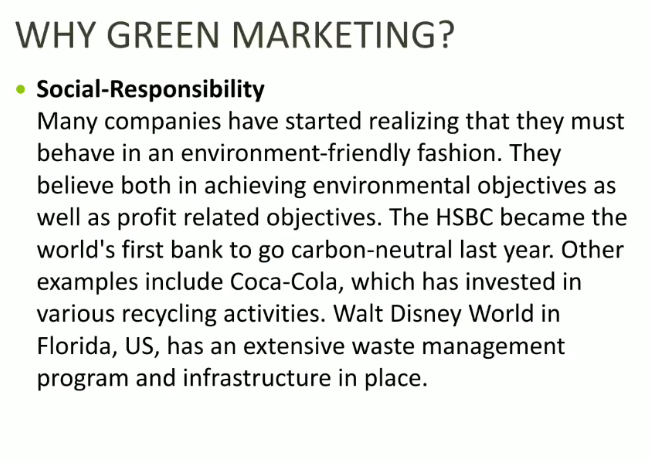 WHY GREEN MARKETING?
• Social-Responsibility
Many companies have started realizing that they must
behave in an environment-friendly fashion. They
believe both in achieving environmental objectives as
well as profit related objectives. The HSBC became the
world's first bank to go carbon-neutral last year. Other
examples include Coca-Cola, which has invested in
various recycling activities. Walt Disney World in
Florida, US, has an extensive waste management
program and infrastructure in place.